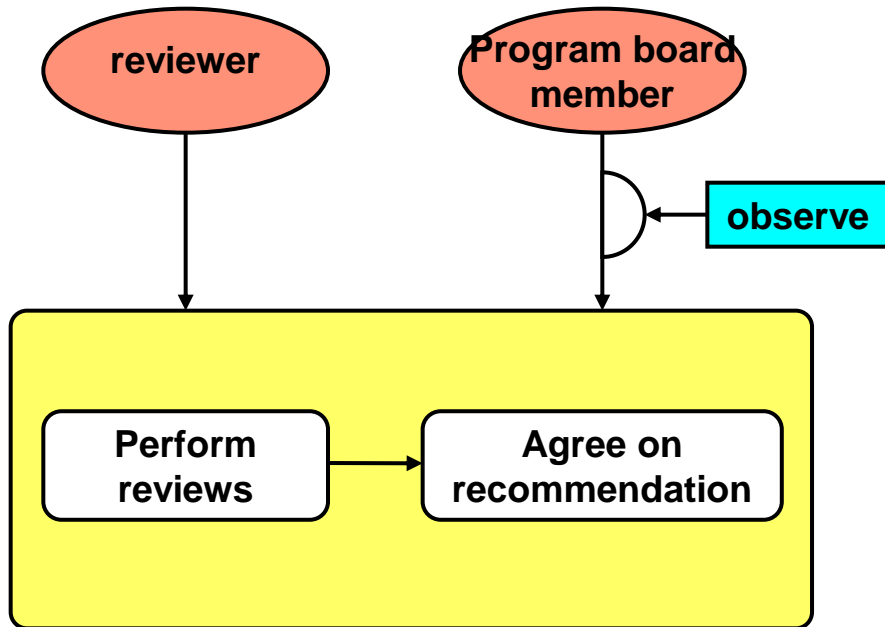 reviewer
Program board
member
observe
Perform
reviews
Agree on
recommendation